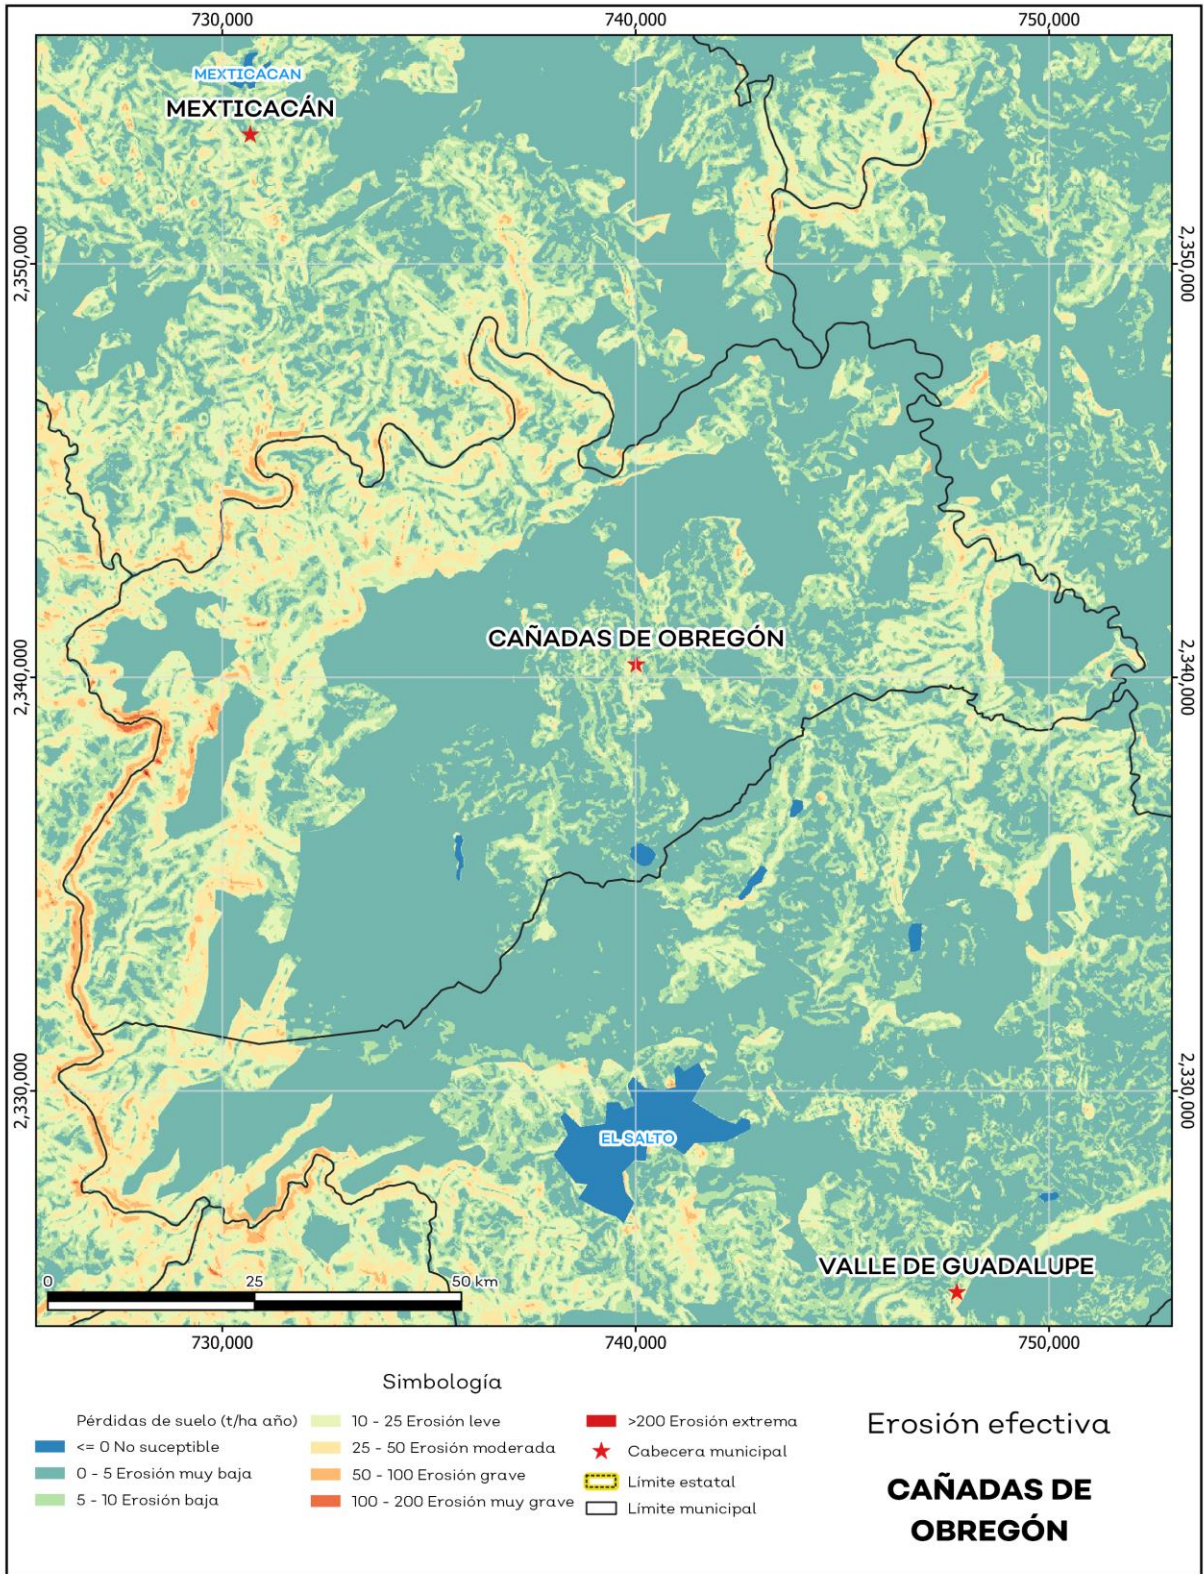 730,000
740,000
750,000
MEXTICACAN
MEXTICACÁN
2,350,000
2,350,000
CAÑADAS DE OBREGÓN
2,340,000
2,340,000
2,330,000
2,330,000
EL SALTO
VALLE DE GUADALUPE
0
25
50 km
730,000
740,000
750,000
Simbología
Pérdidas de suelo (t/ha año)
<= 0 No suceptible
0 - 5 Erosión muy baja
5 - 10 Erosión baja
10 - 25 Erosión leve
25 - 50 Erosión moderada
50 - 100 Erosión grave
100 - 200 Erosión muy grave
>200 Erosión extrema
Cabecera municipal
Límite estatal
Límite municipal
Erosión efectiva
CAÑADAS DE
OBREGÓN